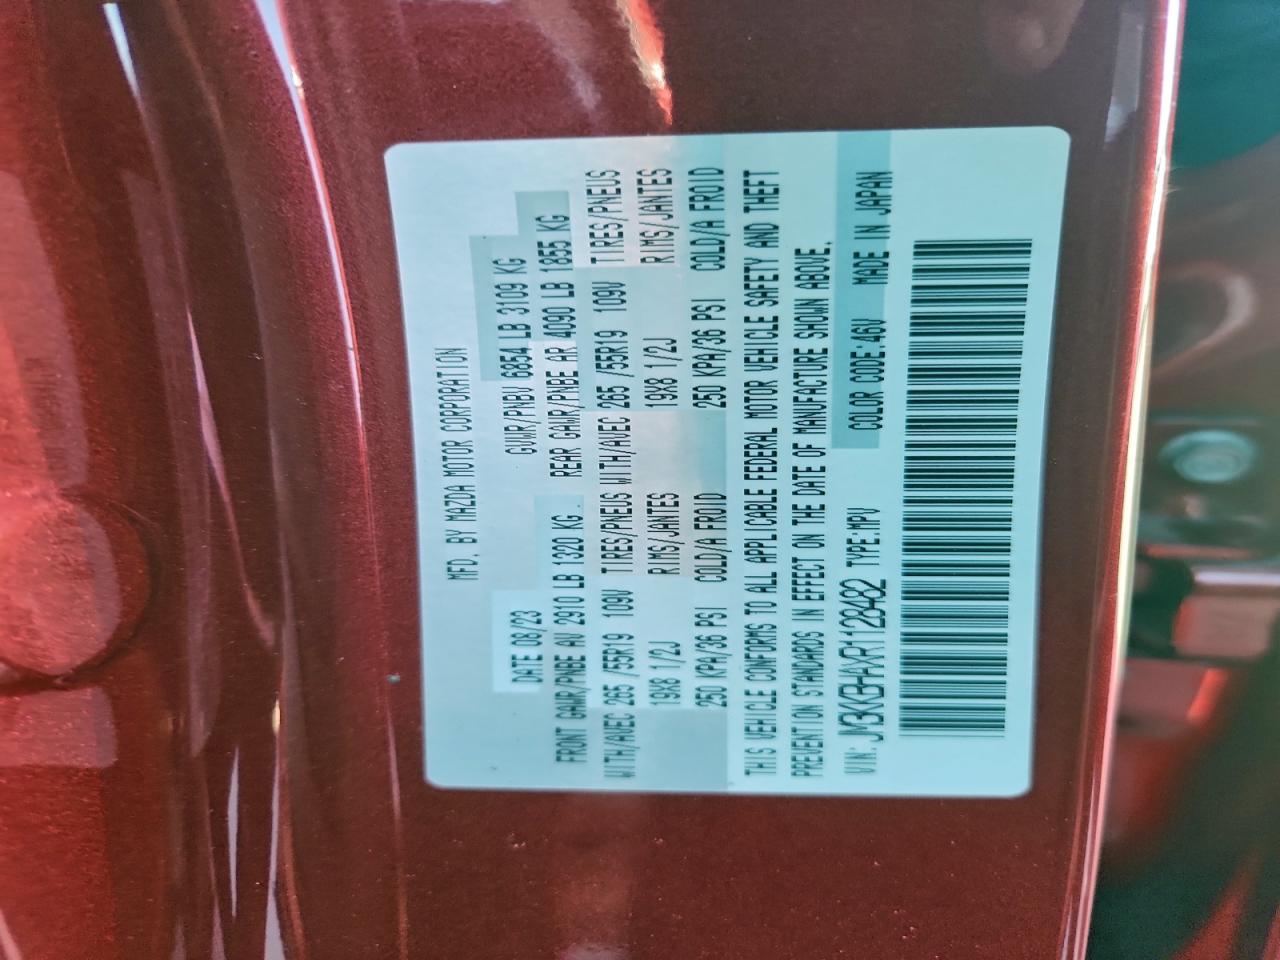 MFD. BY MAZDA MOTOR CORPORATION
DATE 08/23 GVWR/PNBV 6854 LB 3109 KG
FRONT GAWR/PNBE AV 2910 LB 1320 KG REAR GAWR/PNBE AR 4090 LB 1855 KG
WITH/AVEC 265 /55R19 109V TIRES/PNEUS WITH/AVEC 265 /55R19 109V TIRES/PNEUS
19X8 1/2J RIMS/JANTES 19X8 1/2J RIMS/JANTES
250 KPA/36 PSI COLD/A FROID 250 KPA/36 PSI COLD/A FROID
THIS VEHICLE CONFORMS TO ALL APPLICABLE FEDERAL MOTOR VEHICLE SAFETY AND THEFT
PREVENTION STANDARDS IN EFFECT ON THE DATE OF MANUFACTURE SHOWN ABOVE.
VIN: JM3KKBHHXR1128482 TYPE:MPV COLOR CODE:46V MADE IN JAPAN